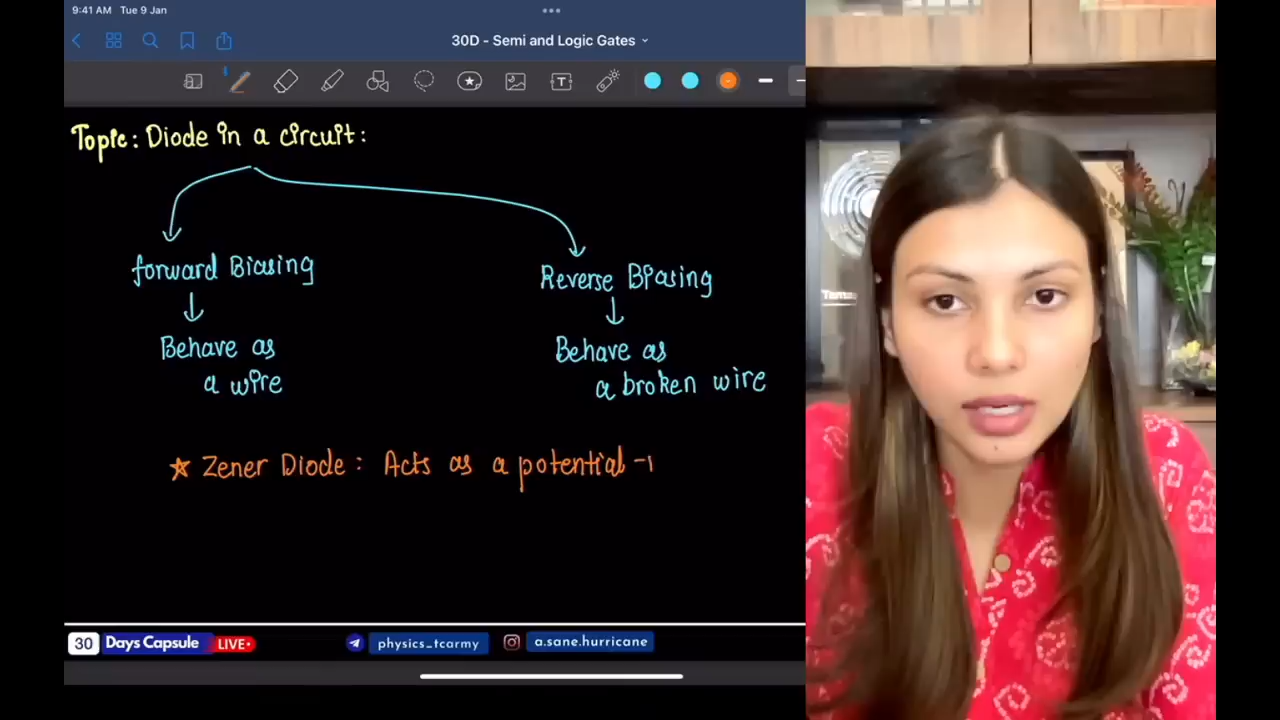 9:41 AM Tue 9 Jan
30D - Semi and Logic Gates
Topic: Diode in a circuit:
forward Biasing
Reverse Biasing
Behave as
a wire
Behave as
a broken wire
Zener Diode: Acts as a potential
30 Days Capsule LIVE
physics_tcarmy
a.sane.hurricane